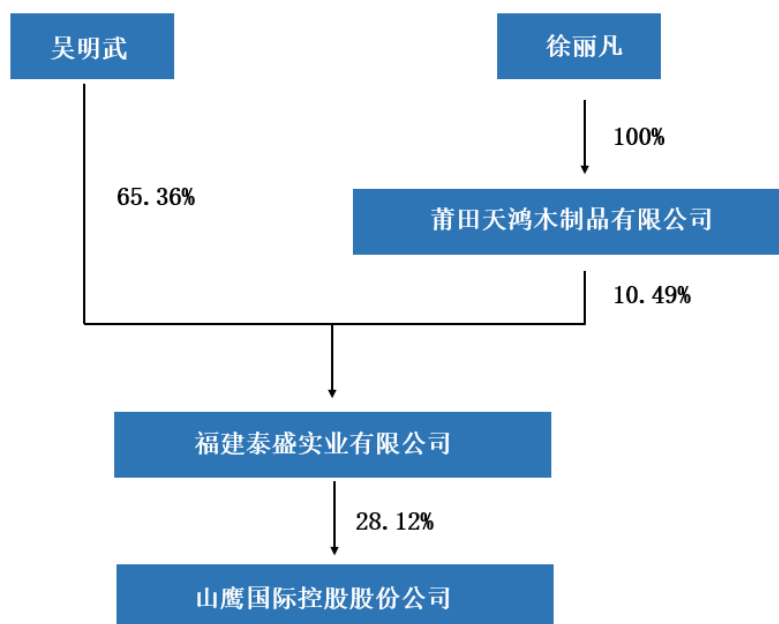 吴明武
徐丽凡
100%
65.36%
莆田天鸿木制品有限公司
10.49%
福建泰盛实业有限公司
28.12%
山鹰国际控股股份公司